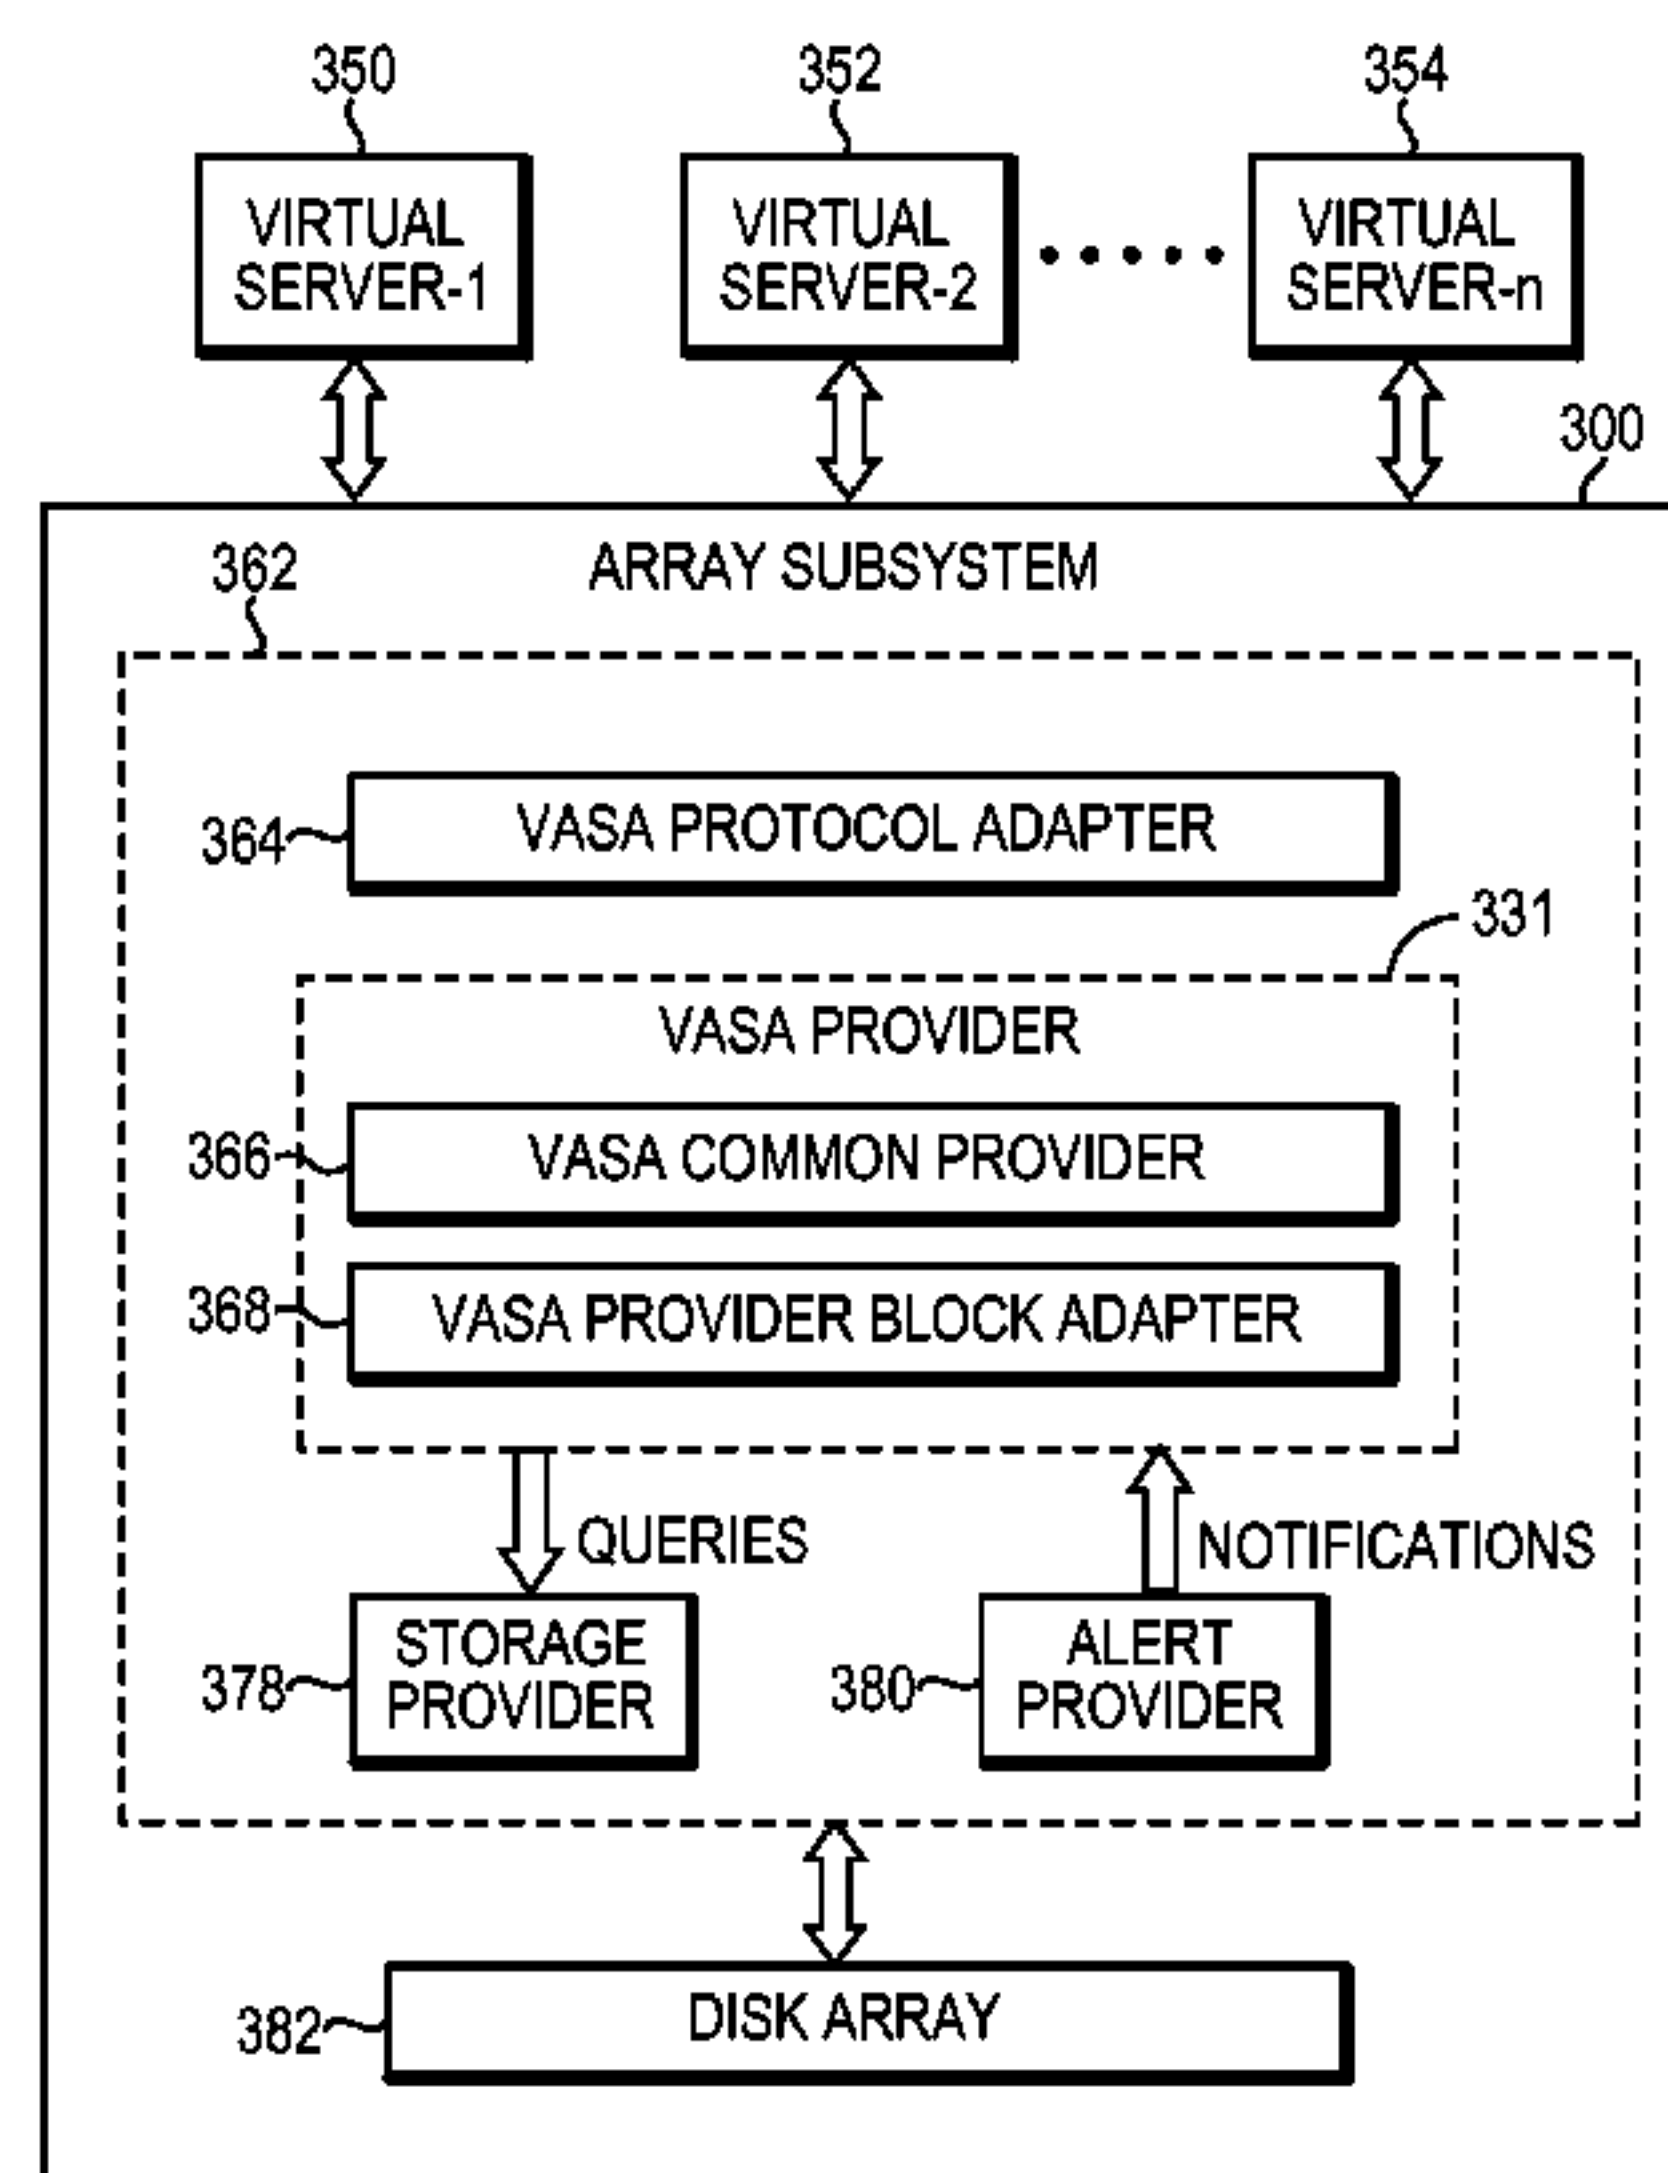 350
352
354
VIRTUAL
SERVER-1
VIRTUAL
SERVER-2
VIRTUAL
SERVER-n
300
ARRAY SUBSYSTEM
362
364
VASA PROTOCOL ADAPTER
331
VASA PROVIDER
366
VASA COMMON PROVIDER
368
VASA PROVIDER BLOCK ADAPTER
QUERIES
NOTIFICATIONS
378
STORAGE
PROVIDER
380
ALERT
PROVIDER
382
DISK ARRAY